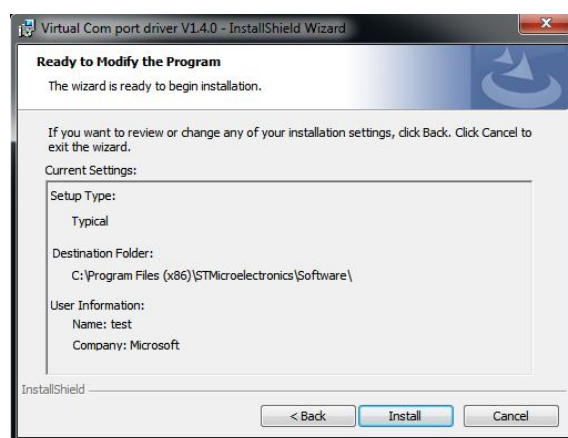 Virtual Com port driver V1.4.0 - InstallShield Wizard
Ready to Modify the Program
The wizard is ready to begin installation.
If you want to review or change any of your installation settings, click Back. Click Cancel to
exit the wizard.
Current Settings:
Setup Type:
Typical
Destination Folder:
C:\Program Files (x86)\STMicroelectronics\Software\
User Information:
Name: test
Company: Microsoft
InstallShield
< Back Install Cancel